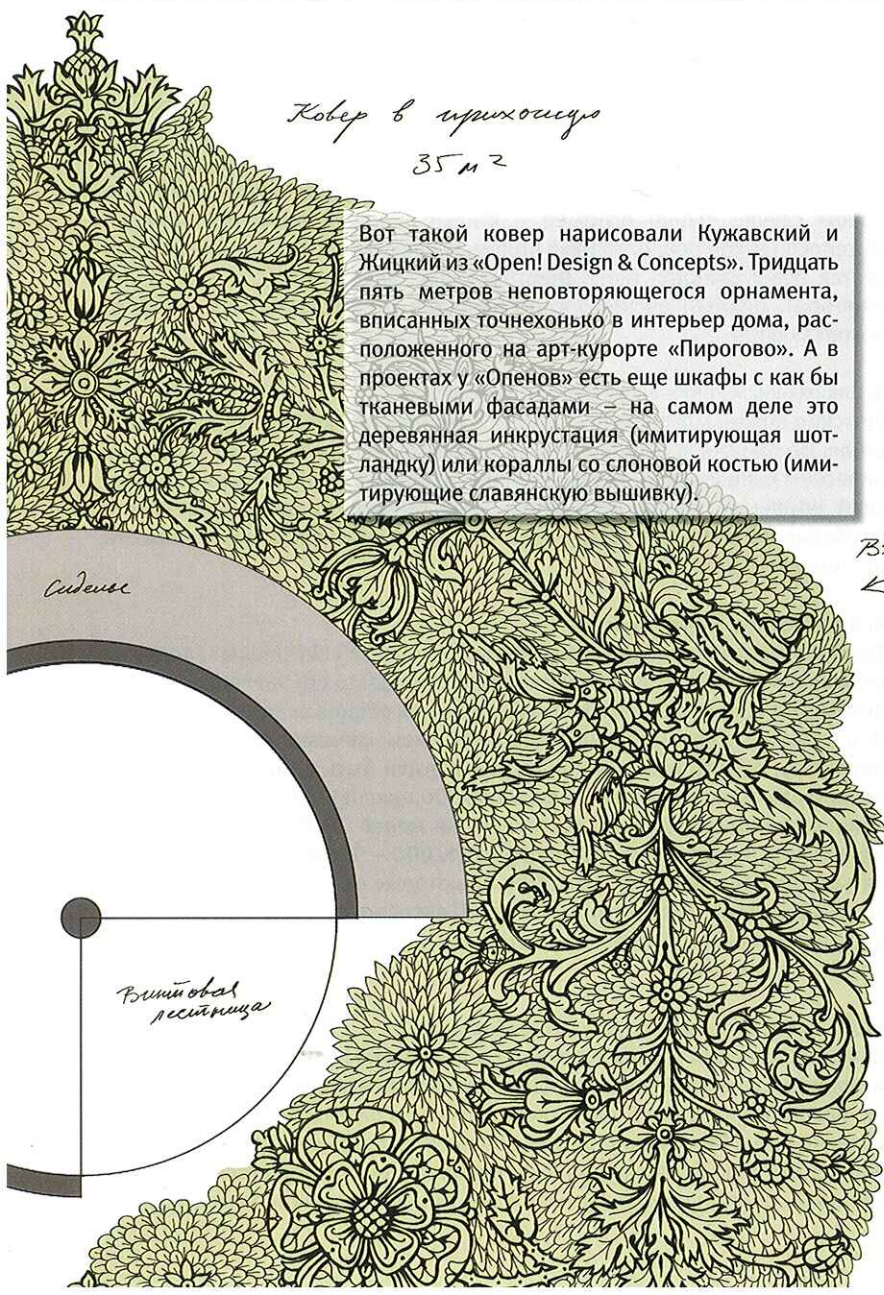 Ковер в прихожую
35 м2
Вот такой ковер нарисовали Кужавский и
Жицкий из «Open! Design & Concepts». Тридцать
пять метров неповторяющегося орнамента,
вписанных точнехонько в интерьер дома, рас-
положенного на арт-курорте «Пирогово». А в
проектах у «Опенов» есть еще шкафы с как бы
тканевыми фасадами – на самом деле это
деревянная инкрустация (имитирующая шот-
ландку) или кораллы со слоновой костью (ими-
тирующие славянскую вышивку).
Сиденье
Винтовая
лестница